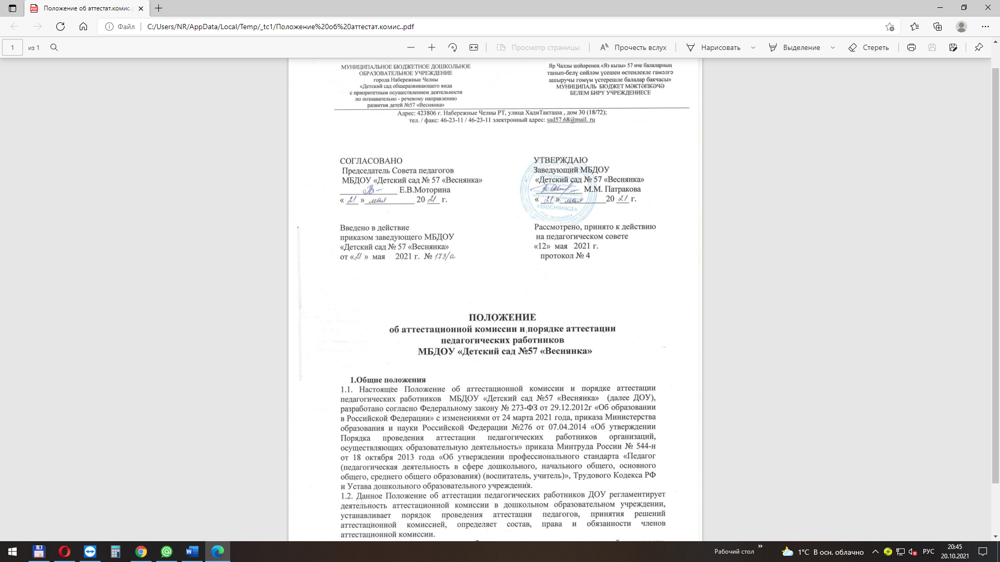 Положение об аттестат.комис..
Файл
C:/Users/NR/AppData/Local/Temp/_tc1/Положение%20об%20аттестат.комис..pdf
1 из 1
Просмотр страницы
Прочесть вслух
Нарисовать
Выделение
Стереть
МУНИЦИПАЛЬНОЕ БЮДЖЕТНОЕ ДОШКОЛЬНОЕ
ОБРАЗОВАТЕЛЬНОЕ УЧРЕЖДЕНИЕ
города Набережные Челны
«Детский сад общеразвивающего вида
с приоритетным осуществлением деятельности
по познавательно - речевому направлению
развития детей №57 «Веснянка»
Яр Чаллы шәһәренең «Яз кызы» 57 нче балаларның
танып-белү сөйләм үсешен өстенлекле гамәлгә
ашыручы гомүм үстерешле балалар бакчасы»
МУНИЦИПАЛЬ БЮДЖЕТ МӘКТӘПКӘЧӘ
БЕЛЕМ БИРҮ УЧРЕЖДЕНИЕСЕ
Адрес: 423806 г. Набережные Челны РТ, улица ХадиТакташа , дом 30 (18/72);
тел. / факс: 46-23-11 / 46-23-11 электронный адрес: sad57.68@mail. ru
СОГЛАСОВАНО
Председатель Совета педагогов
МБДОУ «Детский сад № 57 «Веснянка»
______________ Е.В.Моторина
« 21 » мая 20 21 г.
УТВЕРЖДАЮ
Заведующий МБДОУ
«Детский сад № 57 «Веснянка»
___________ М.М. Патракова
« 21 » мая 20 21 г.
«Веснянка»
Введено в действие
приказом заведующего МБДОУ
«Детский сад № 57 «Веснянка»
от «21 » мая 2021 г. № 173/а
Рассмотрено, принято к действию
на педагогическом совете
«12» мая 2021 г.
протокол № 4
ПОЛОЖЕНИЕ
об аттестационной комиссии и порядке аттестации
педагогических работников
МБДОУ «Детский сад №57 «Веснянка»
1.Общие положения
1.1. Настоящее Положение об аттестационной комиссии и порядке аттестации
педагогических работников МБДОУ «Детский сад №57 «Веснянка» (далее ДОУ),
разработано согласно Федеральному закону № 273-ФЗ от 29.12.2012г «Об образовании
в Российской Федерации» с изменениями от 24 марта 2021 года, приказа Министерства
образования и науки Российской Федерации №276 от 07.04.2014 «Об утверждении
Порядка проведения аттестации педагогических работников организаций,
осуществляющих образовательную деятельность» приказа Минтруда России № 544-н
от 18 октября 2013 года «Об утверждении профессионального стандарта «Педагог
(педагогическая деятельность в сфере дошкольного, начального общего, основного
общего, среднего общего образования) (воспитатель, учитель)», Трудового Кодекса РФ
и Устава дошкольного образовательного учреждения.
1.2. Данное Положение об аттестации педагогических работников ДОУ регламентирует
деятельность аттестационной комиссии в дошкольном образовательном учреждении,
устанавливает порядок проведения аттестации педагогов, принятия решений
аттестационной комиссией, определяет состав, права и обязанности членов
аттестационной комиссии.
Рабочий стол
1°C В осн. облачно
РУС
20:45
20.10.2021